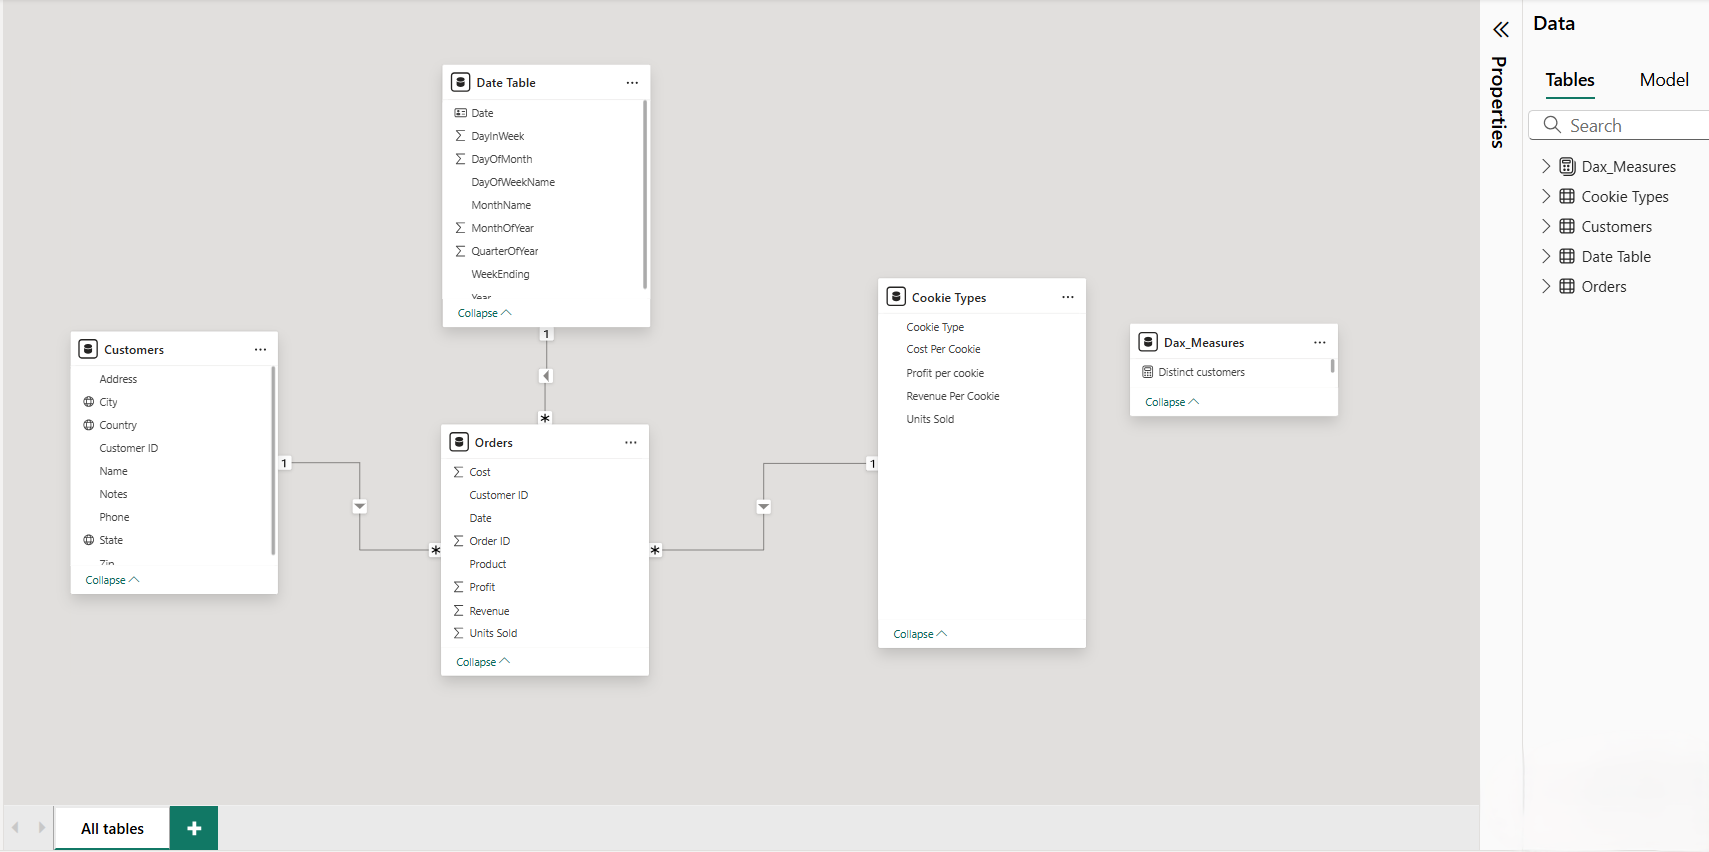 Date Table
Date
DayInWeek
DayOfMonth
DayOfWeekName
MonthName
MonthOfYear
QuarterOfYear
WeekEnding
Year
Collapse
1
*
Customers
Address
City
Country
Customer ID
Name
Notes
Phone
State
Zip
Collapse
1
*
Orders
Cost
Customer ID
Date
Order ID
Product
Profit
Revenue
Units Sold
Collapse
*
1
Cookie Types
Cookie Type
Cost Per Cookie
Profit per cookie
Revenue Per Cookie
Units Sold
Collapse
Dax_Measures
Distinct customers
Collapse
All tables
Properties
Data
Tables Model
Search
Dax_Measures
Cookie Types
Customers
Date Table
Orders